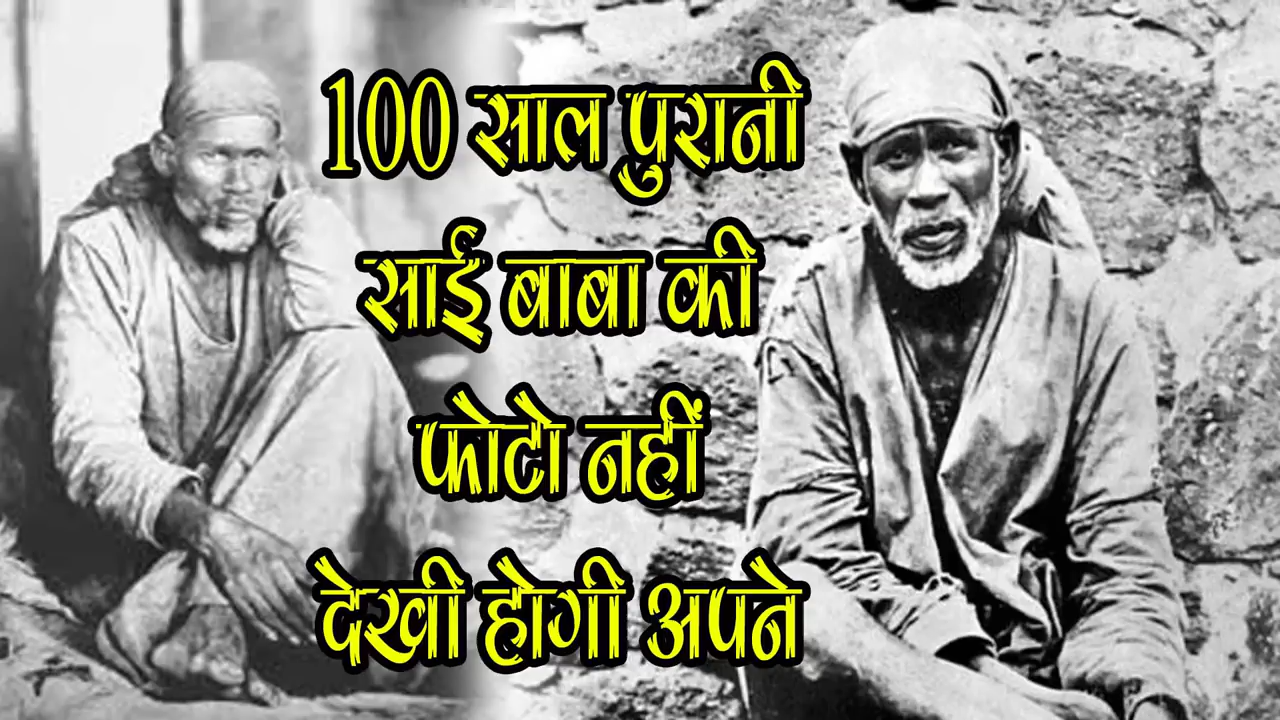 100 साल पुरानी
साई बाबा की
फोटो नहीं
देखी होगी अपने